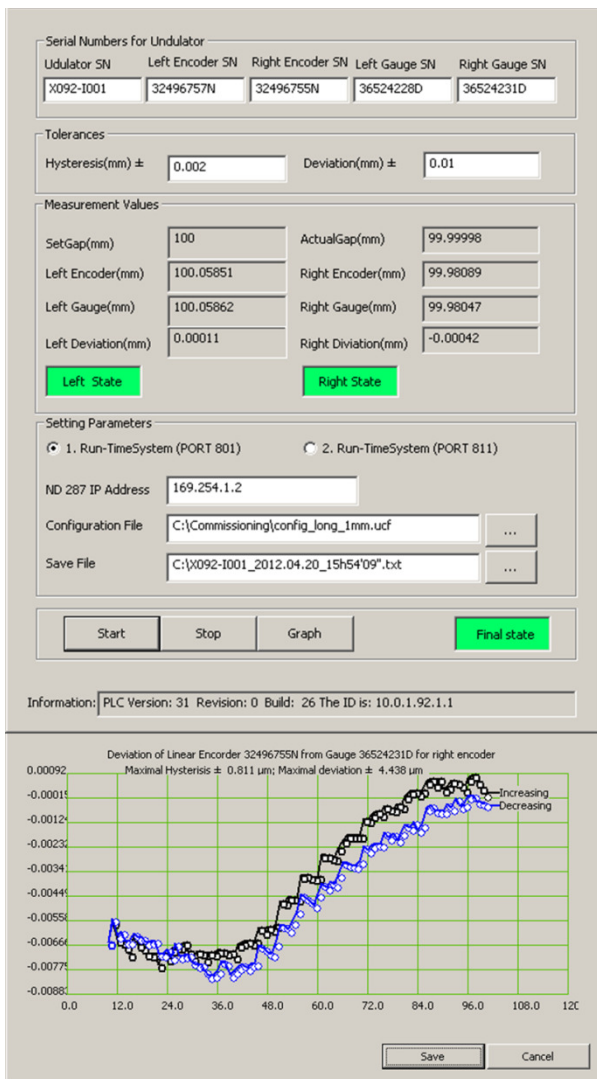 Serial Numbers for Undulator
Udulator SN Left Encoder SN Right Encoder SN Left Gauge SN Right Gauge SN
X092-I001 32496757N 32496755N 36524228D 36524231D
Tolerances
Hysteresis(mm) ± 0.002 Deviation(mm) ± 0.01
Measurement Values
SetGap(mm) 100 ActualGap(mm) 99.99998
Left Encoder(mm) 100.05851 Right Encoder(mm) 99.98089
Left Gauge(mm) 100.05862 Right Gauge(mm) 99.98047
Left Deviation(mm) 0.00011 Right Diviation(mm) -0.00042
Left State Right State
Setting Parameters
1. Run-TimeSystem (PORT 801) 2. Run-TimeSystem (PORT 811)
ND 287 IP Address 169.254.1.2
Configuration File C:\Commissioning\config_long_1mm.ucf ...
Save File C:\X092-I001_2012.04.20_15h54'09".txt ...
Start Stop Graph Final state
Information: PLC Version: 31 Revision: 0 Build: 26 The ID is: 10.0.1.92.1.1
Deviation of Linear Encorder 32496755N from Gauge 36524231D for right encoder
Maximal Hysterisis ± 0.811 µm; Maximal deviation ± 4.438 µm
0.00092
-0.00015
-0.00124
-0.00232
-0.00341
-0.00449
-0.00558
-0.00666
-0.00775
-0.00883
Increasing
Decreasing
0.0 12.0 24.0 36.0 48.0 60.0 72.0 84.0 96.0 108.0 120
Save Cancel